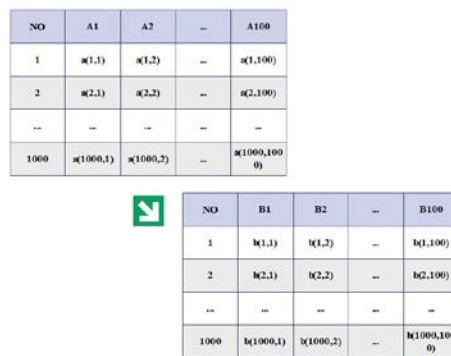 NO A1 A2 ... A100
1 a(1,1) a(1,2) ... a(1,100)
2 a(2,1) a(2,2) ... a(2,100)
... ... ... ... ...
1000 a(1000,1) a(1000,2) ... a(1000,100
0)
NO B1 B2 ... B100
1 b(1,1) b(1,2) ... b(1,100)
2 b(2,1) b(2,2) ... b(2,100)
... ... ... ... ...
1000 b(1000,1) b(1000,2) ... b(1000,100
0)